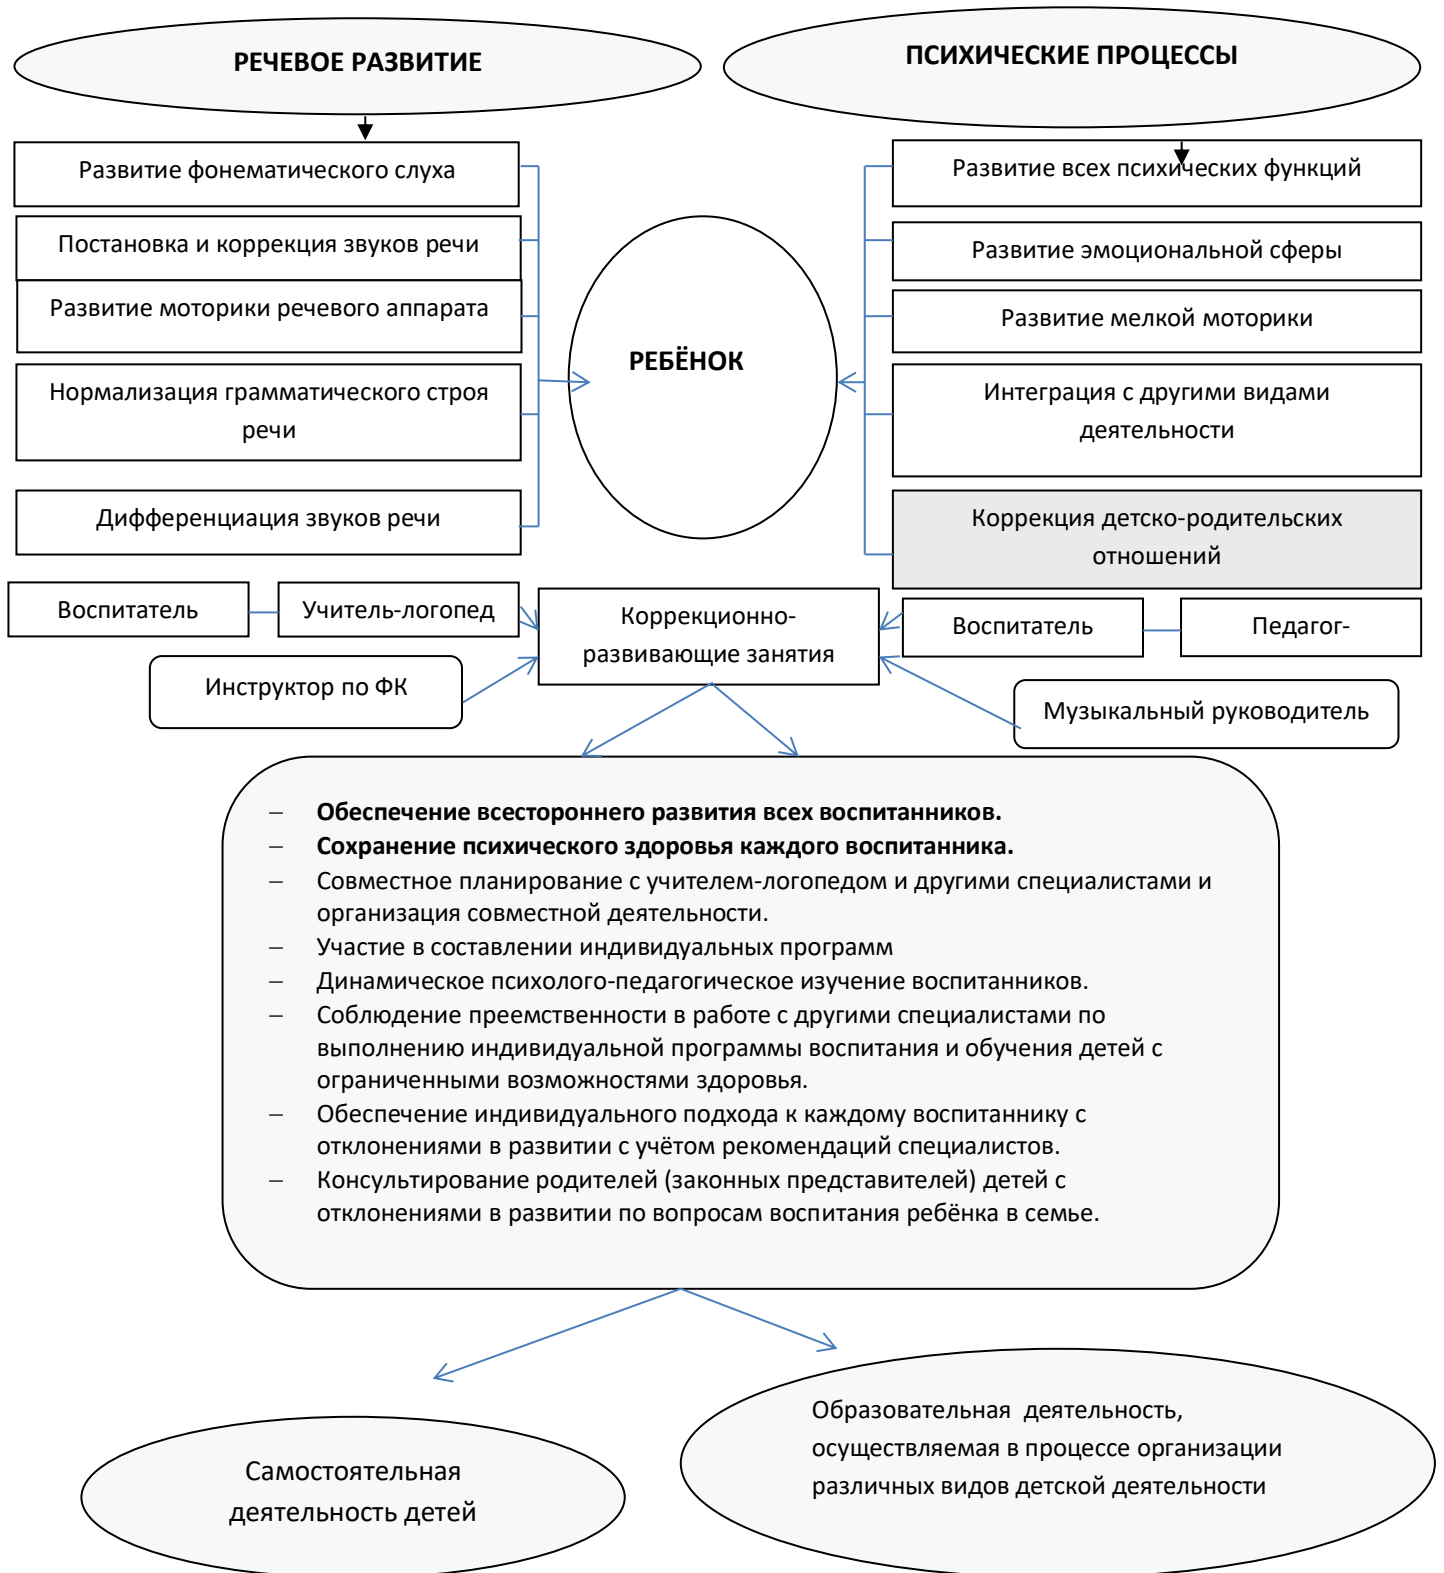 РЕЧЕВОЕ РАЗВИТИЕ
ПСИХИЧЕСКИЕ ПРОЦЕССЫ
Развитие фонематического слуха
Постановка и коррекция звуков речи
Развитие моторики речевого аппарата
Нормализация грамматического строя
речи
Дифференциация звуков речи
РЕБЁНОК
Развитие всех психических функций
Развитие эмоциональной сферы
Развитие мелкой моторики
Интеграция с другими видами
деятельности
Коррекция детско-родительских
отношений
Воспитатель
Учитель-логопед
Коррекционно-
развивающие занятия
Воспитатель
Педагог-
Инструктор по ФК
Музыкальный руководитель
– Обеспечение всестороннего развития всех воспитанников.
– Сохранение психического здоровья каждого воспитанника.
– Совместное планирование с учителем-логопедом и другими специалистами и
организация совместной деятельности.
– Участие в составлении индивидуальных программ
– Динамическое психолого-педагогическое изучение воспитанников.
– Соблюдение преемственности в работе с другими специалистами по
выполнению индивидуальной программы воспитания и обучения детей с
ограниченными возможностями здоровья.
– Обеспечение индивидуального подхода к каждому воспитаннику с
отклонениями в развитии с учётом рекомендаций специалистов.
– Консультирование родителей (законных представителей) детей с
отклонениями в развитии по вопросам воспитания ребёнка в семье.
Самостоятельная
деятельность детей
Образовательная деятельность,
осуществляемая в процессе организации
различных видов детской деятельности